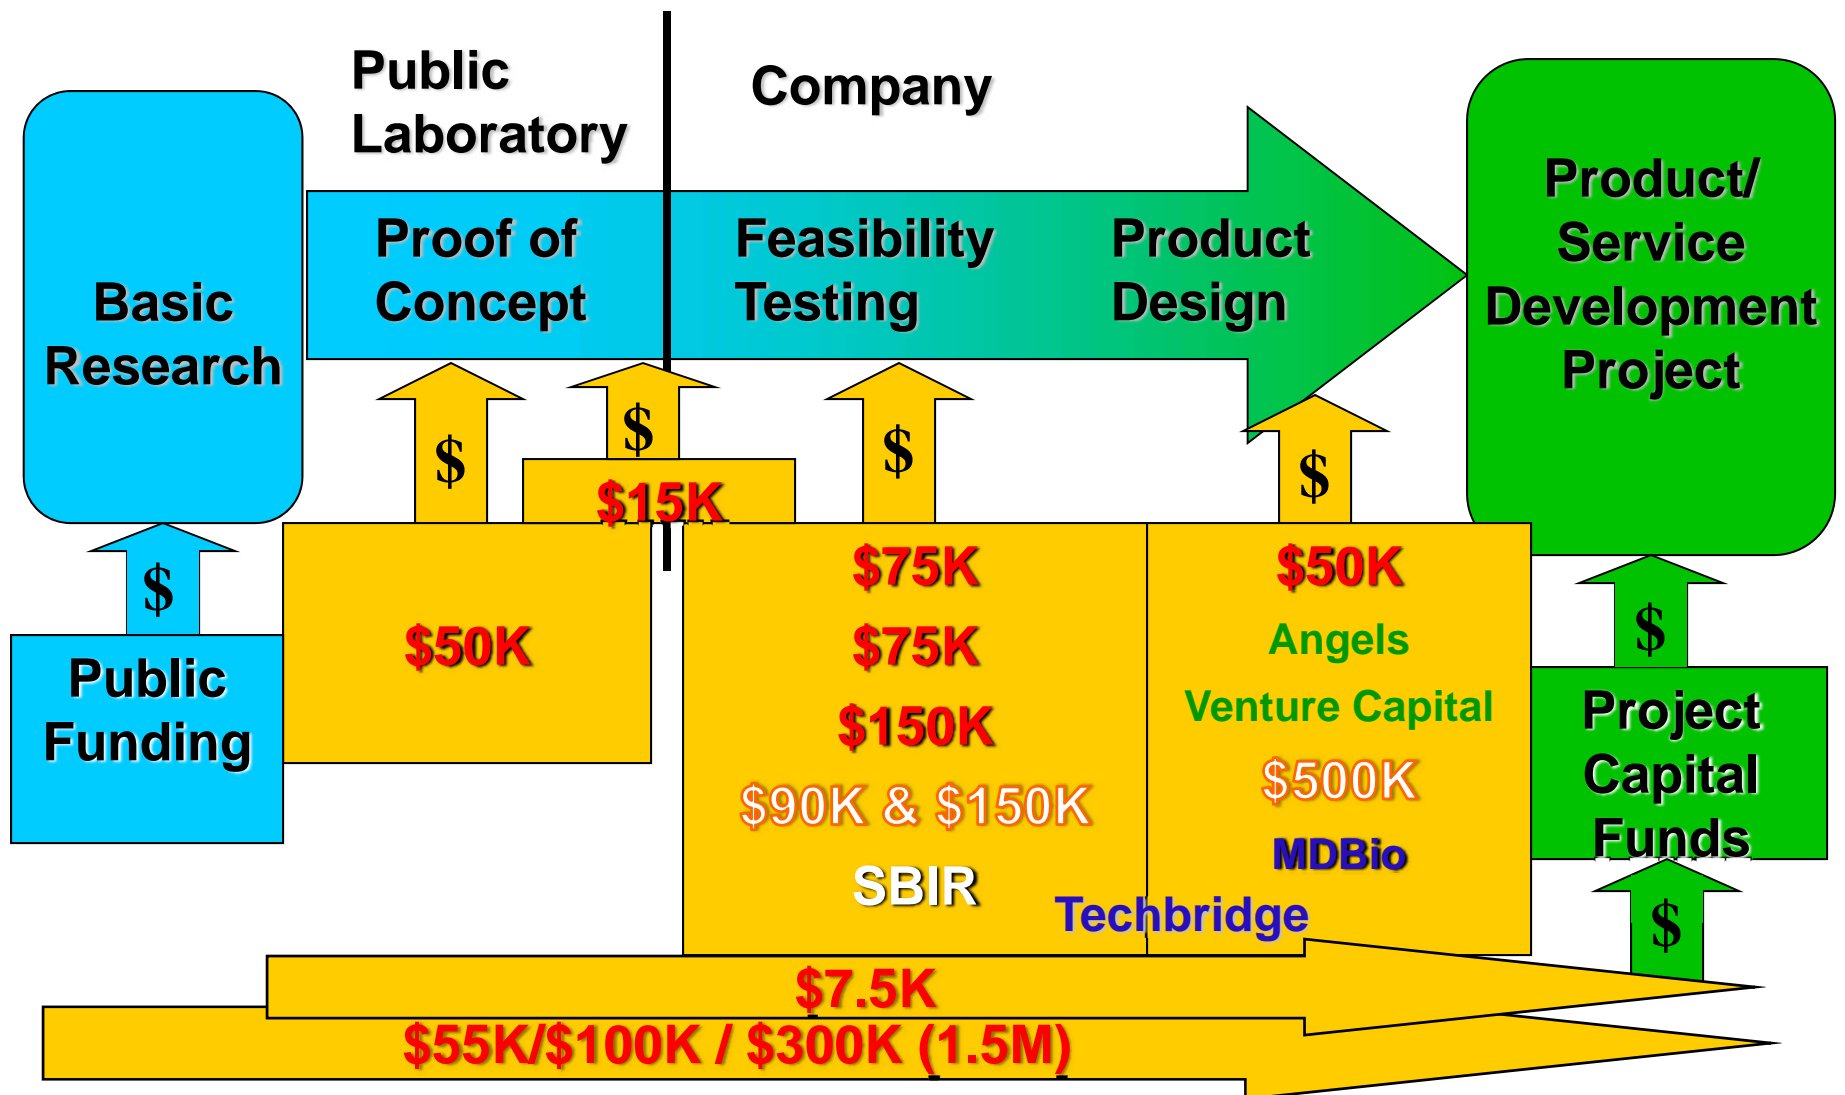 Public
Laboratory
Company
Basic
Research
Proof of
Concept
Feasibility
Testing
Product
Design
Product/
Service
Development
Project
$
$
$
$
$
$
$
$15K
$50K
$75K
$75K
$150K
$90K & $150K
SBIR
$50K
Angels
Venture Capital
$500K
MDBio
Techbridge
Public
Funding
Project
Capital
Funds
$
$7.5K
$55K/$100K / $300K (1.5M)